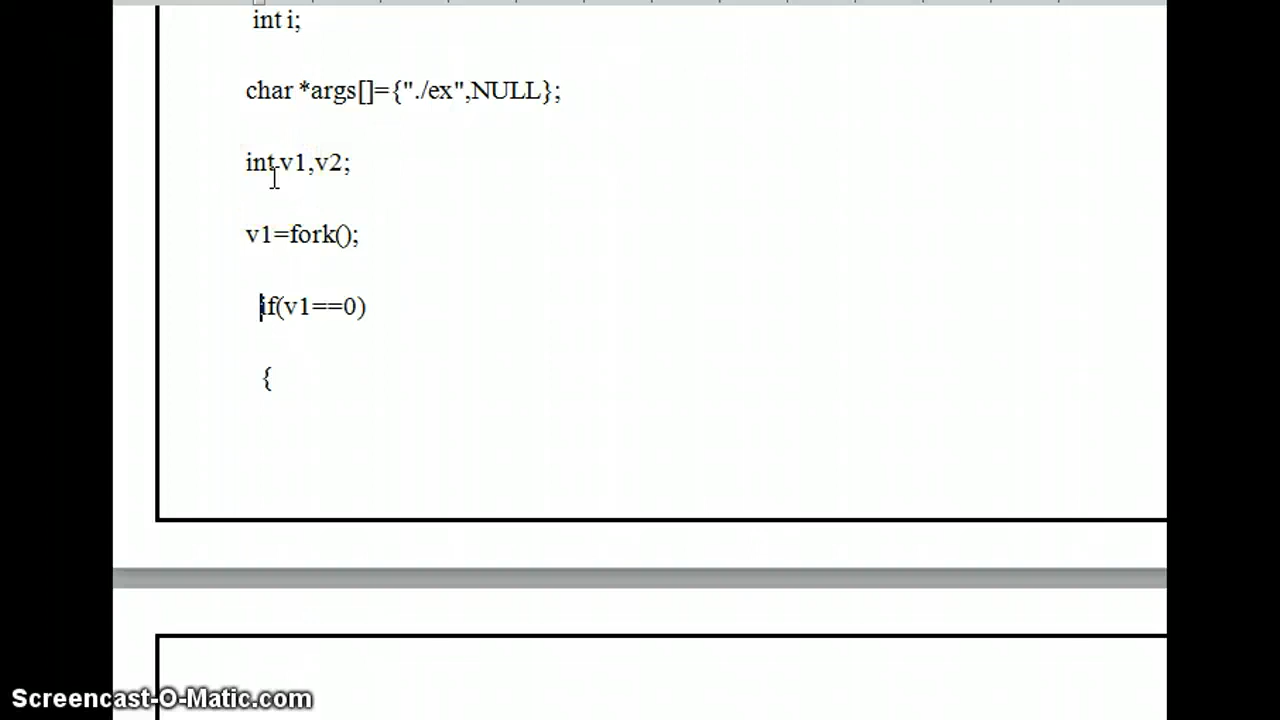 int i;
char *args[]={"./ex",NULL};
int v1,v2;
v1=fork();
if(v1==0)
{
Screencast-O-Matic.com